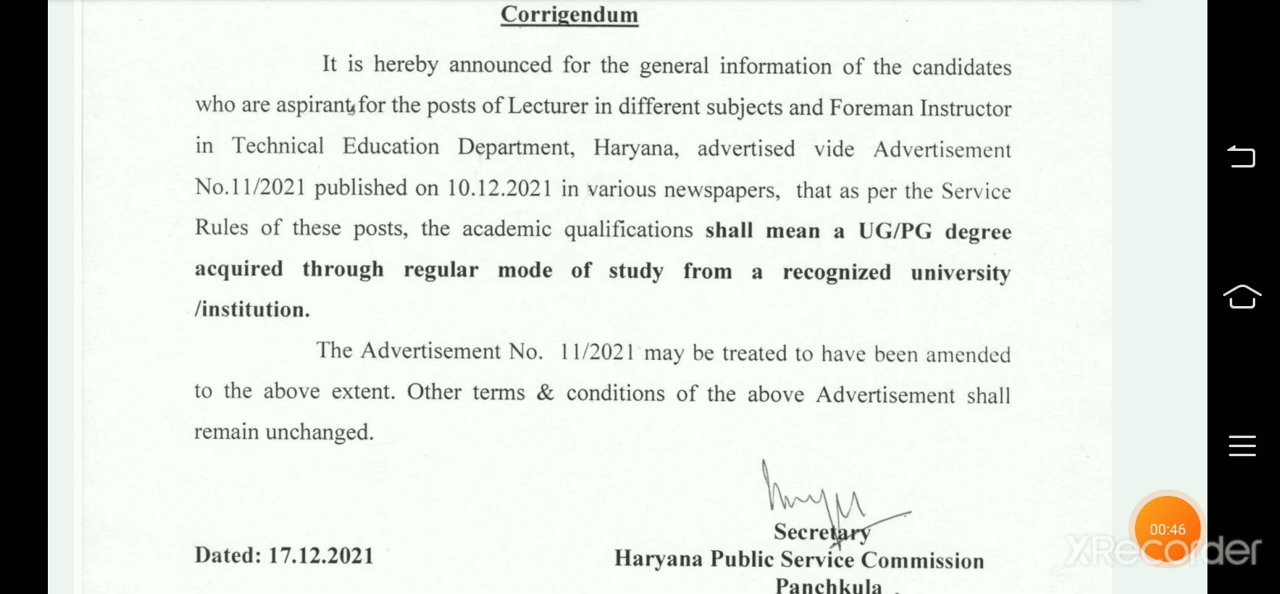 Corrigendum
It is hereby announced for the general information of the candidates
who are aspirant, for the posts of Lecturer in different subjects and Foreman Instructor
in Technical Education Department, Haryana, advertised vide Advertisement
No.11/2021 published on 10.12.2021 in various newspapers, that as per the Service
Rules of these posts, the academic qualifications shall mean a UG/PG degree
acquired through regular mode of study from a recognized university
/institution.
The Advertisement No. 11/2021 may be treated to have been amended
to the above extent. Other terms & conditions of the above Advertisement shall
remain unchanged.
Secretary
Dated: 17.12.2021
Haryana Public Service Commission
Panchkula
00:46
XRecorder